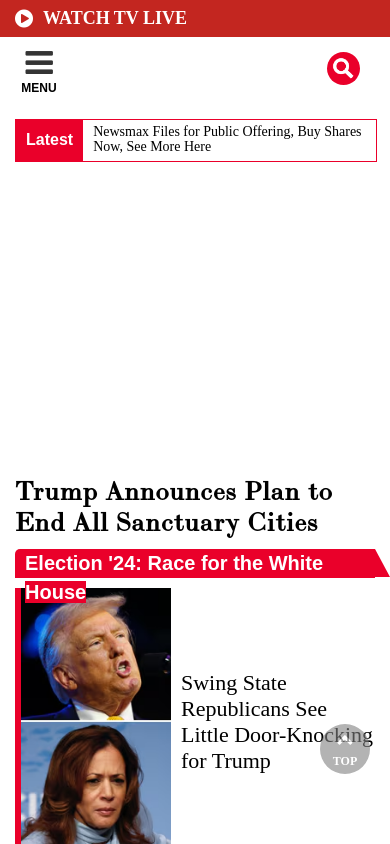 WATCH TV LIVE
MENU
Latest
Newsmax Files for Public Offering, Buy Shares
Now, See More Here
Trump Announces Plan to
End All Sanctuary Cities
Election '24: Race for the White
House
Swing State
Republicans See
Little Door-Knocking
for Trump
TOP